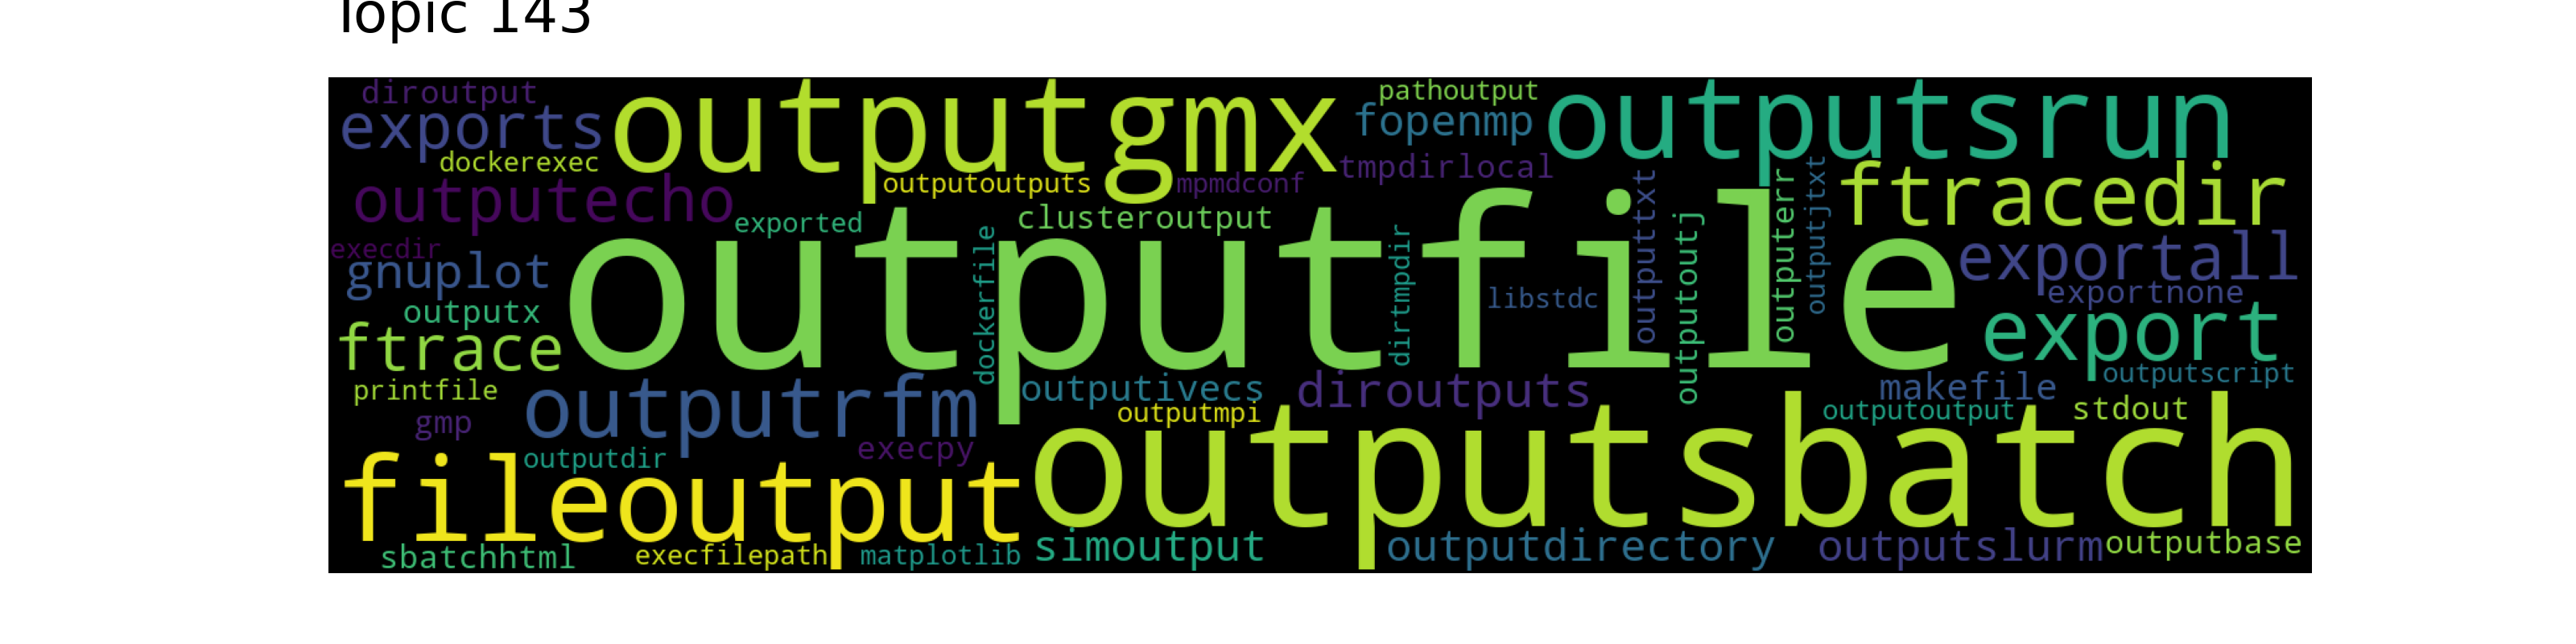 Topic 143
diroutput
exports
outputgmx
pathoutput
fopenmp
outputsrun
dockerexec
tmpdirlocal
outputecho
outputoutputs
mpmdconf
ftracedir
exported
clusteroutput
execdir
gnuplot
outputfile
dockerfile
dirtmpdir
libstdc
outputtxt
outputoutj
outputerr
outputjtxt
exportall
exportnone
outputx
ftrace
export
printfile
outputrfm
outputivecs
diroutputs
makefile
outputscript
gmp
outputmpi
outputoutput
stdout
execpy
outputdir
fileoutput
outputsbatch
sbatchhtml
execfilepath
matplotlib
simoutput
outputdirectory
outputslurm
outputbase